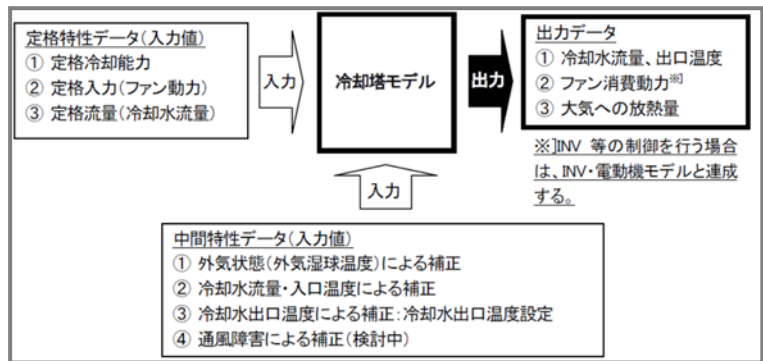 定格特性データ(入力値)
① 定格冷却能力
② 定格入力(ファン動力)
③ 定格流量(冷却水流量)
入力
冷却塔モデル
出力
出力データ
① 冷却水流量、出口温度
② ファン消費動力※]
③ 大気への放熱量
※]INV 等の制御を行う場合
は、INV・電動機モデルと連成
する。
入力
中間特性データ(入力値)
① 外気状態(外気湿球温度)による補正
② 冷却水流量・入口温度による補正
③ 冷却水出口温度による補正:冷却水出口温度設定
④ 通風障害による補正(検討中)